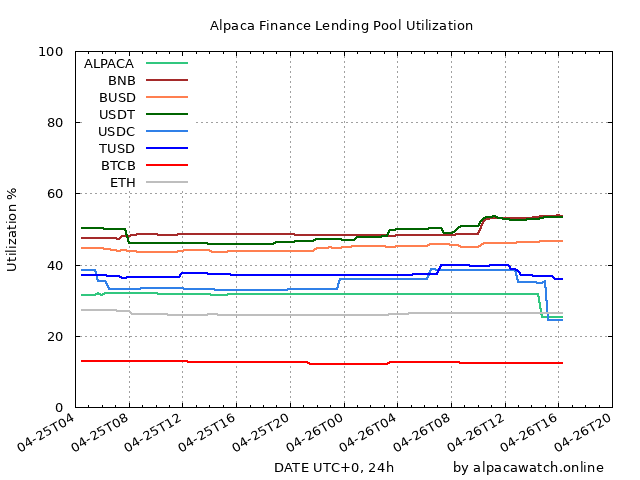 Alpaca Finance Lending Pool Utilization
100
80
60
40
20
0
Utilization %
ALPACA
BNB
BUSD
USDT
USDC
TUSD
BTCB
ETH
04-25T04
04-25T08
04-25T12
04-25T16
04-25T20
04-26T00
04-26T04
04-26T08
04-26T12
04-26T16
04-26T20
DATE UTC+0, 24h
by alpacawatch.online